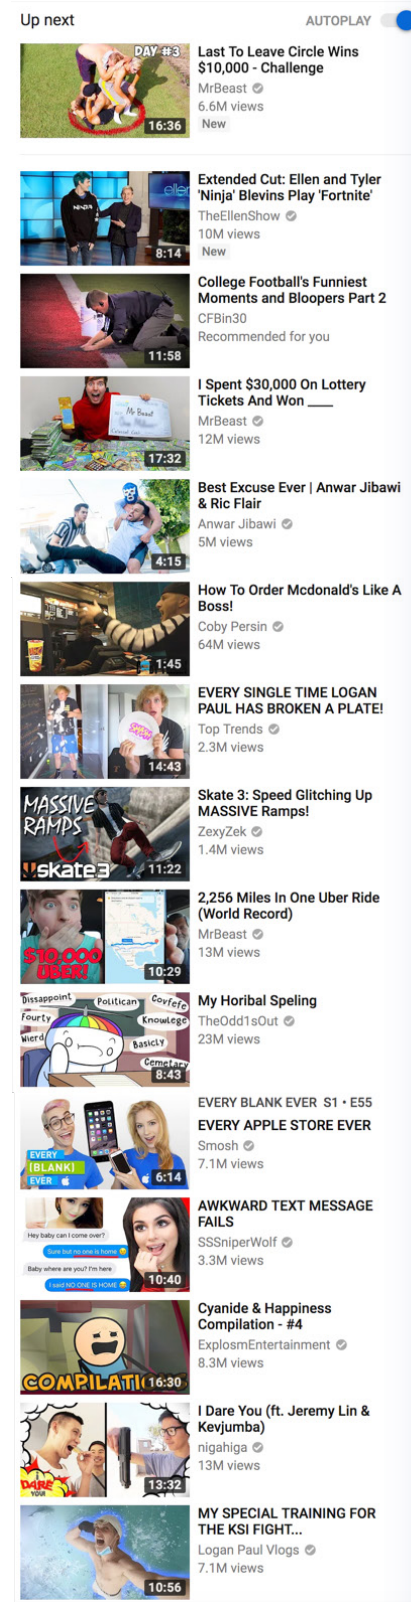 Up next
AUTOPLAY
DAY #3
16:36
Last To Leave Circle Wins
$10,000 - Challenge
MrBeast
6.6M views
New
NINJA
ellen
8:14
Extended Cut: Ellen and Tyler
'Ninja' Blevins Play 'Fortnite'
TheEllenShow
10M views
New
11:58
College Football's Funniest
Moments and Bloopers Part 2
CFBin30
Recommended for you
Mr Beast
17:32
I Spent $30,000 On Lottery
Tickets And Won ____
MrBeast
12M views
4:15
Best Excuse Ever | Anwar Jibawi
& Ric Flair
Anwar Jibawi
5M views
1:45
How To Order Mcdonald's Like A
Boss!
Coby Persin
64M views
14:43
EVERY SINGLE TIME LOGAN
PAUL HAS BROKEN A PLATE!
Top Trends
2.3M views
MASSIVE
RAMPS
skate 3
11:22
Skate 3: Speed Glitching Up
MASSIVE Ramps!
ZexyZek
1.4M views
$10,000
UBER!
10:29
2,256 Miles In One Uber Ride
(World Record)
MrBeast
13M views
Dissappoint
Politican
Covfefe
Fourty
Knowlege
Wierd
Basicly
Cemetary
8:43
My Horibal Speling
TheOdd1sOut
23M views
EVERY
(BLANK)
EVER
6:14
EVERY BLANK EVER S1 • E55
EVERY APPLE STORE EVER
Smosh
7.1M views
Hey baby can I come over?
Sure but no one is home
Baby where are you? I'm here
I said NO ONE IS HOME
10:40
AWKWARD TEXT MESSAGE
FAILS
SSSniperWolf
3.3M views
COMPILATI
16:30
Cyanide & Happiness
Compilation - #4
ExplosmEntertainment
8.3M views
I
DARE
YOU!
13:32
I Dare You (ft. Jeremy Lin &
Kevjumba)
nigahiga
13M views
10:56
MY SPECIAL TRAINING FOR
THE KSI FIGHT...
Logan Paul Vlogs
7.1M views